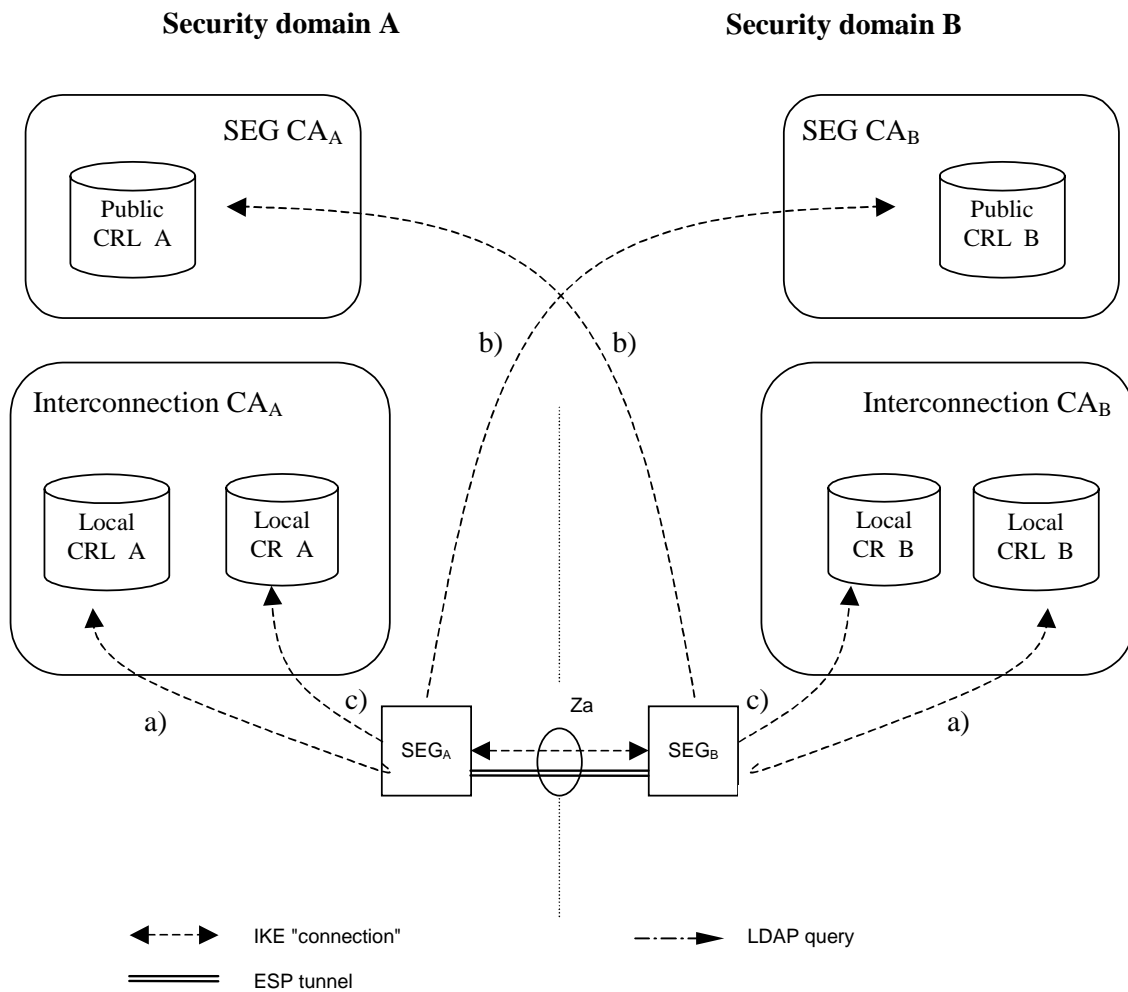 Security domain A
Security domain B
SEG CA_A
SEG CA_B
Public
CRL A
Public
CRL B
b)
b)
Interconnection CA_A
Interconnection CA_B
Local
CRL A
Local
CR A
Local
CR B
Local
CRL B
a)
c)
Za
c)
a)
SEG_A
SEG_B
IKE "connection"
LDAP query
ESP tunnel